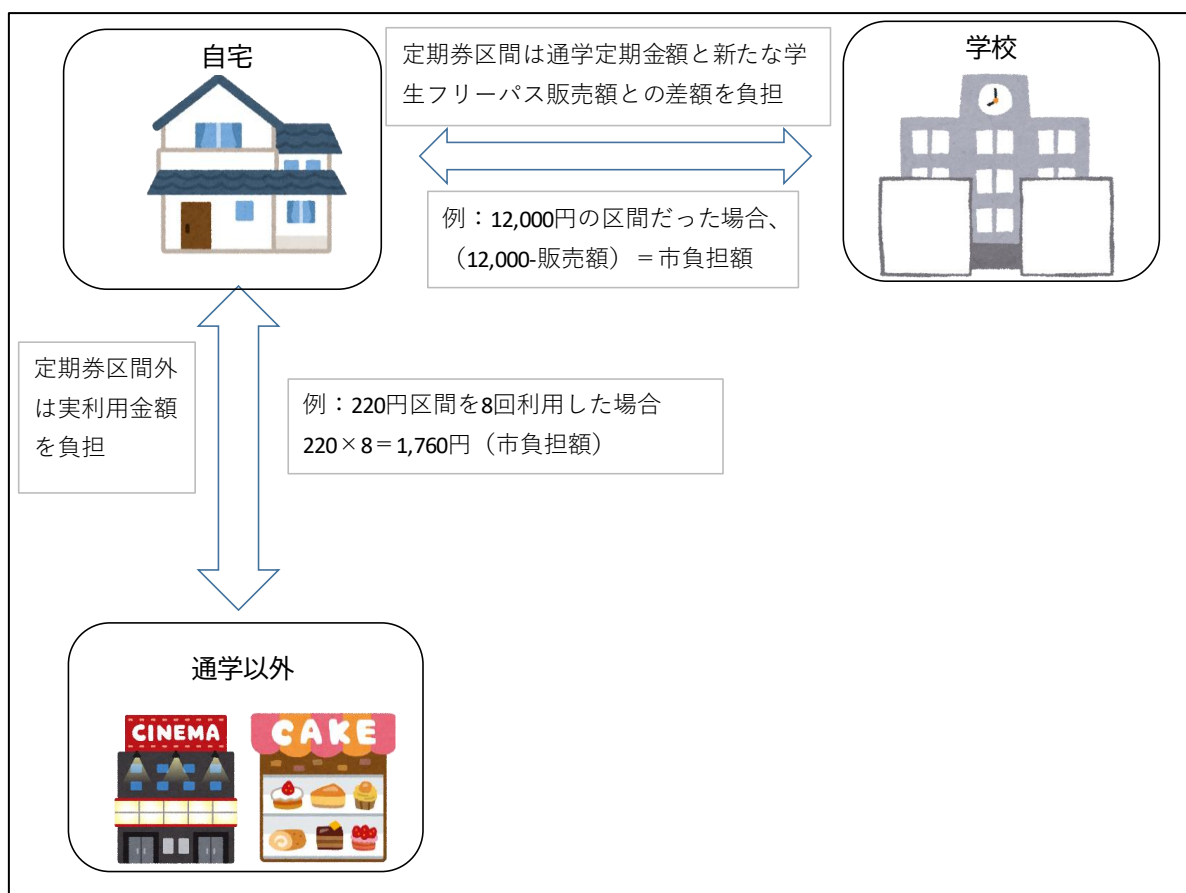 自宅
定期券区間は通学定期金額と新たな学
生フリーパス販売額との差額を負担
学校
例：12,000円の区間だった場合、
（12,000-販売額）＝市負担額
定期券区間外
は実利用金額
を負担
例：220円区間を8回利用した場合
220×8＝1,760円（市負担額）
通学以外
CINEMA
CAKE